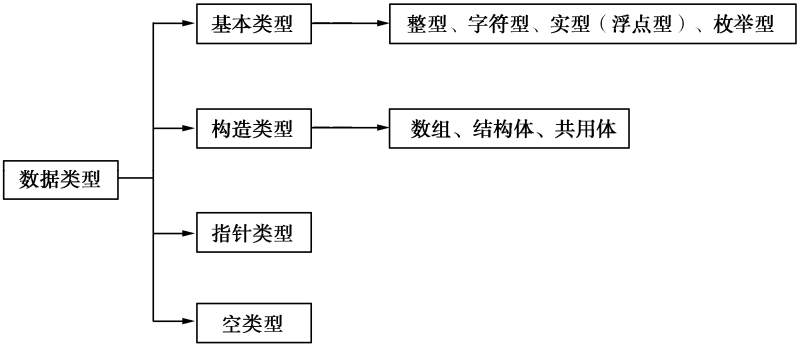 基本类型
整型、字符型、实型（浮点型）、枚举型
构造类型
数组、结构体、共用体
数据类型
指针类型
空类型